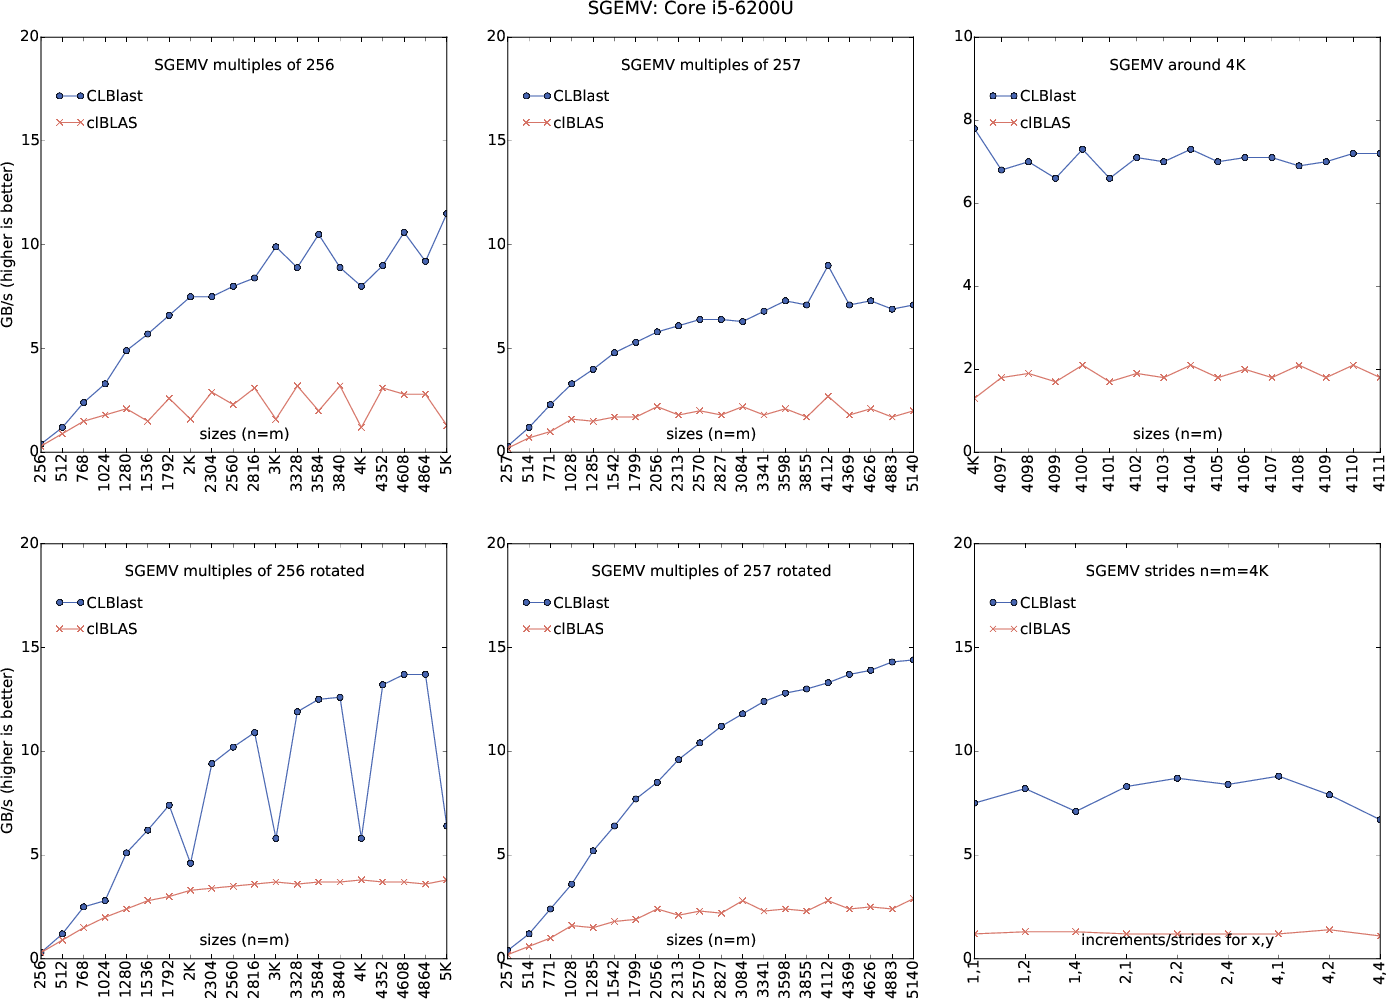 SGEMV: Core i5-6200U
SGEMV multiples of 256
CLBlast
clBLAS
GB/s (higher is better)
20
15
10
5
0
sizes (n=m)
256 512 768 1024 1280 1536 1792 2K 2304 2560 2816 3K 3328 3584 3840 4K 4352 4608 4864 5K
SGEMV multiples of 257
CLBlast
clBLAS
20
15
10
5
0
sizes (n=m)
257 514 771 1028 1285 1542 1799 2056 2313 2570 2827 3084 3341 3598 3855 4112 4369 4626 4883 5140
SGEMV around 4K
CLBlast
clBLAS
10
8
6
4
2
0
sizes (n=m)
4K 4097 4098 4099 4100 4101 4102 4103 4104 4105 4106 4107 4108 4109 4110 4111
SGEMV multiples of 256 rotated
CLBlast
clBLAS
GB/s (higher is better)
20
15
10
5
0
sizes (n=m)
256 512 768 1024 1280 1536 1792 2K 2304 2560 2816 3K 3328 3584 3840 4K 4352 4608 4864 5K
SGEMV multiples of 257 rotated
CLBlast
clBLAS
20
15
10
5
0
sizes (n=m)
257 514 771 1028 1285 1542 1799 2056 2313 2570 2827 3084 3341 3598 3855 4112 4369 4626 4883 5140
SGEMV strides n=m=4K
CLBlast
clBLAS
20
15
10
5
0
increments/strides for x,y
1,1 1,2 1,4 2,1 2,2 2,4 4,1 4,2 4,4